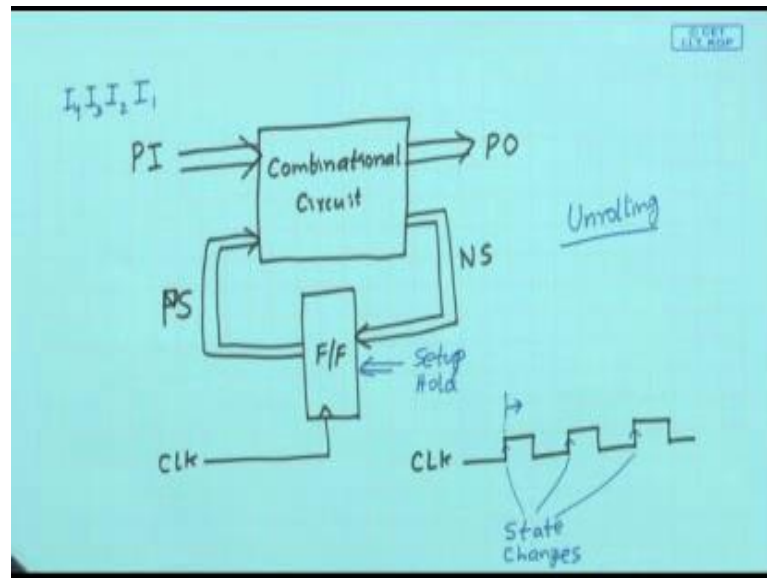 I₄ I₃ I₂ I₁
PI
Combinational
Circuit
PO
Unrolling
PS
NS
F/F
Setup
Hold
Clk
Clk
State
Changes